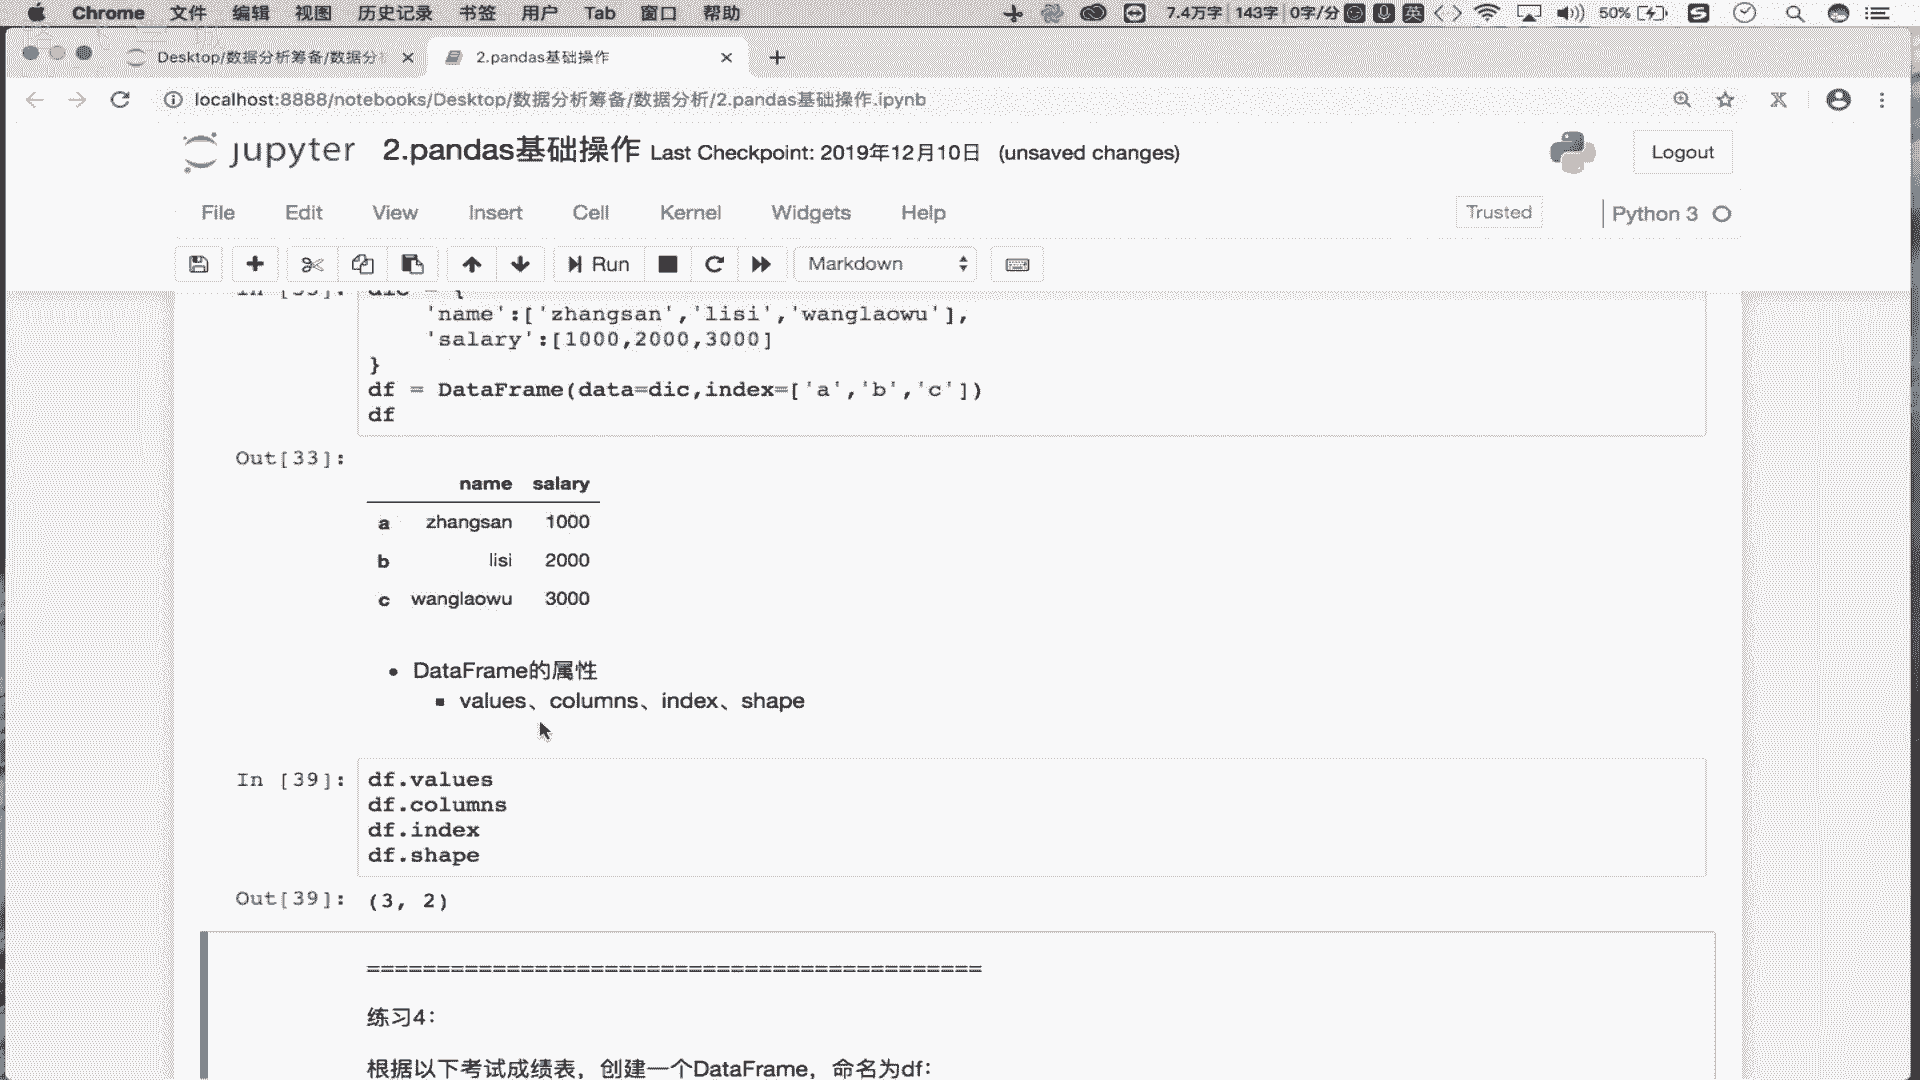 Chrome 文件 编辑 视图 历史记录 书签 用户 Tab 窗口 帮助 7.4万字 143字 0字/分 英 50%
Desktop/数据分析筹备/数据分 2.pandas基础操作
localhost:8888/notebooks/Desktop/数据分析筹备/数据分析/2.pandas基础操作.ipynb
jupyter 2.pandas基础操作 Last Checkpoint: 2019年12月10日 (unsaved changes) Logout
File Edit View Insert Cell Kernel Widgets Help Trusted Python 3
Run Markdown
'name':['zhangsan','lisi','wanglaowu'],
'salary':[1000,2000,3000]
}
df = DataFrame(data=dic,index=['a','b','c'])
df
Out[33]:
name salary
a zhangsan 1000
b lisi 2000
c wanglaowu 3000
• DataFrame的属性
▪ values、columns、index、shape
In [39]: df.values
df.columns
df.index
df.shape
Out[39]: (3, 2)
============================================
练习4：
根据以下考试成绩表，创建一个DataFrame，命名为df：